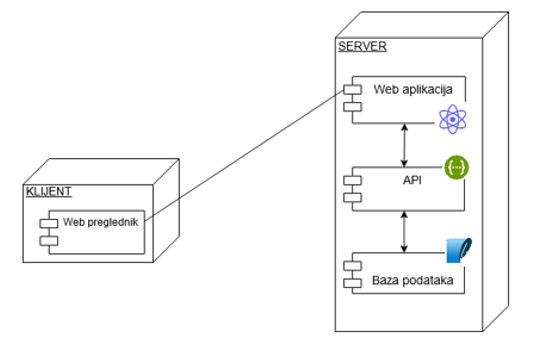 SERVER
Web aplikacija
API
Baza podataka
KLIJENT
Web preglednik